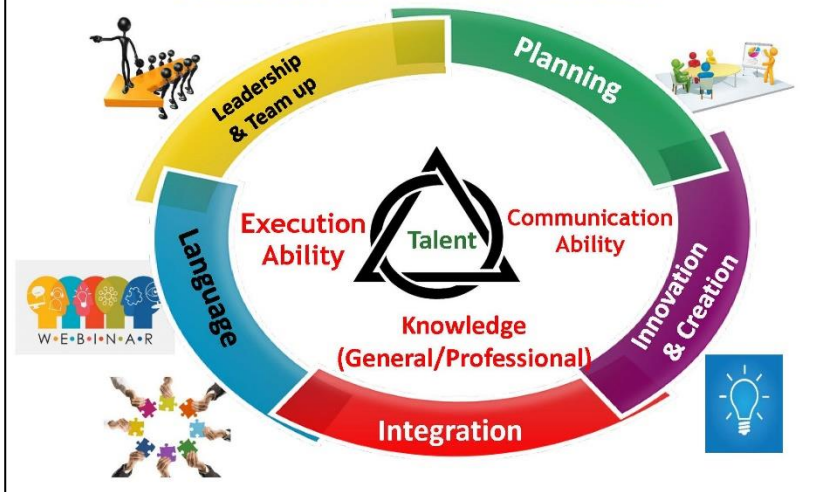 Leadership
& Team up
Planning
Execution
Ability
Talent
Communication
Ability
Language
Innovation
& Creation
W•E•B•I•N•A•R
Knowledge
(General/Professional)
Integration